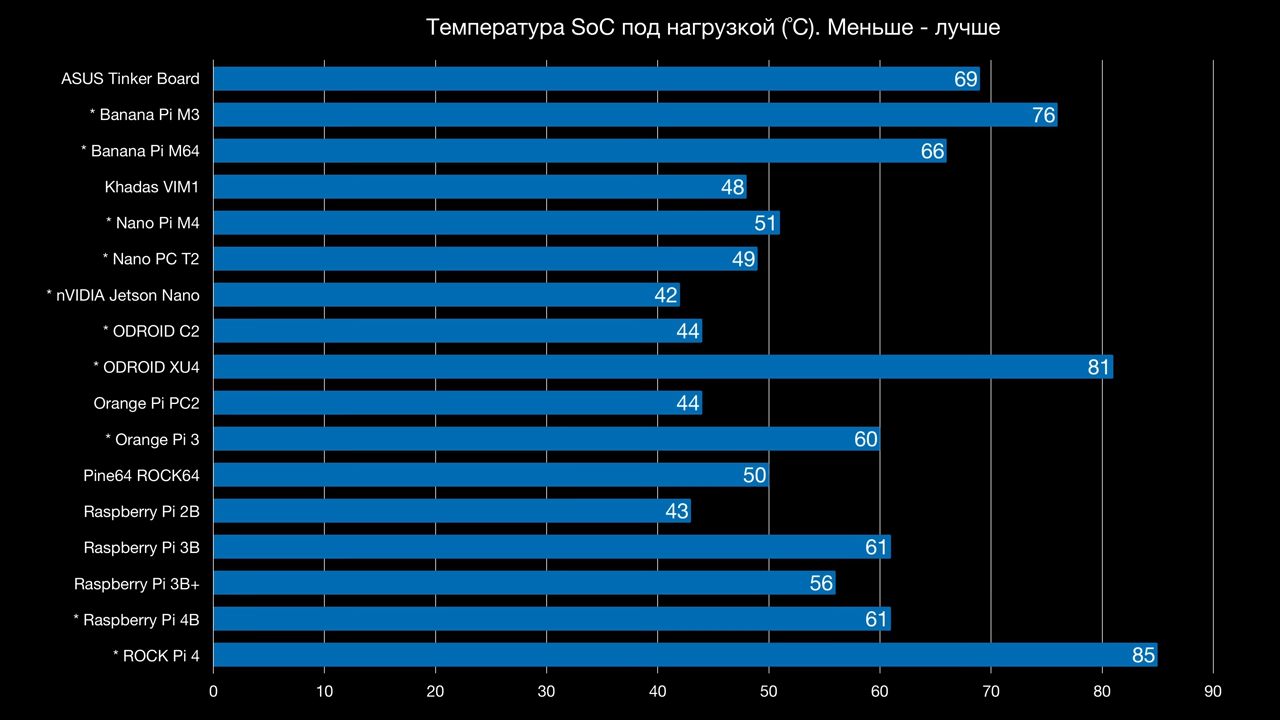 Температура SoC под нагрузкой (℃). Меньше - лучше
ASUS Tinker Board 69
* Banana Pi M3 76
* Banana Pi M64 66
Khadas VIM1 48
* Nano Pi M4 51
* Nano PC T2 49
* nVIDIA Jetson Nano 42
* ODROID C2 44
* ODROID XU4 81
Orange Pi PC2 44
* Orange Pi 3 60
Pine64 ROCK64 50
Raspberry Pi 2B 43
Raspberry Pi 3B 61
Raspberry Pi 3B+ 56
* Raspberry Pi 4B 61
* ROCK Pi 4 85
0 10 20 30 40 50 60 70 80 90